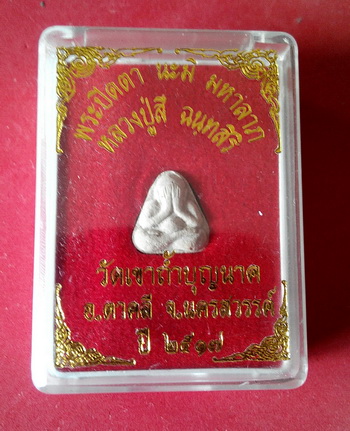 พระปิดตา นะมิ มหาลาภ
หลวงปู่สี ฉนฺทสิริ
วัดเขาถ้ำบุญนาค
อ.ตาคลี จ.นครสวรรค์
ปี ๒๕๑๗